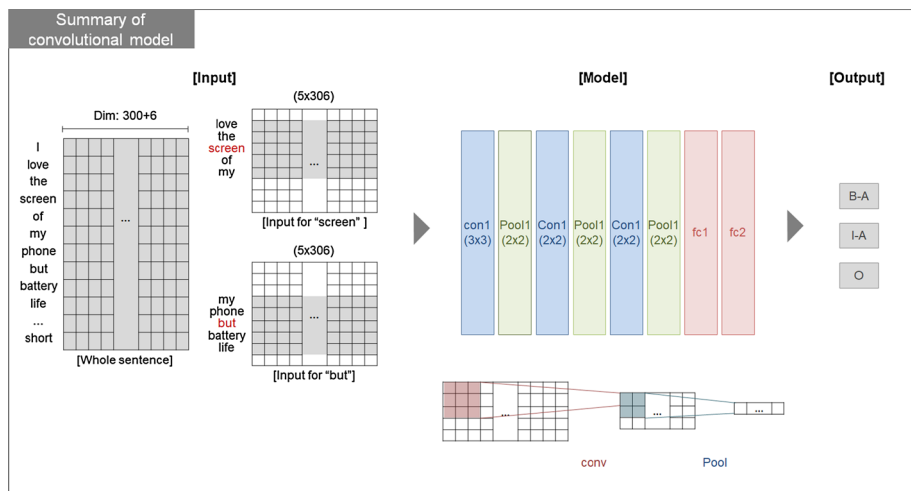 Summary of
convolutional model
[Input]
[Model]
[Output]
Dim: 300+6
I
love
the
screen
of
my
phone
but
battery
life
...
short
...
[Whole sentence]
(5x306)
love
the
screen
of
my
...
[Input for "screen" ]
(5x306)
my
phone
but
battery
life
...
[Input for "but"]
con1
(3x3)
Pool1
(2x2)
Con1
(2x2)
Pool1
(2x2)
Con1
(2x2)
Pool1
(2x2)
fc1
fc2
B-A
I-A
O
...
...
...
conv
Pool